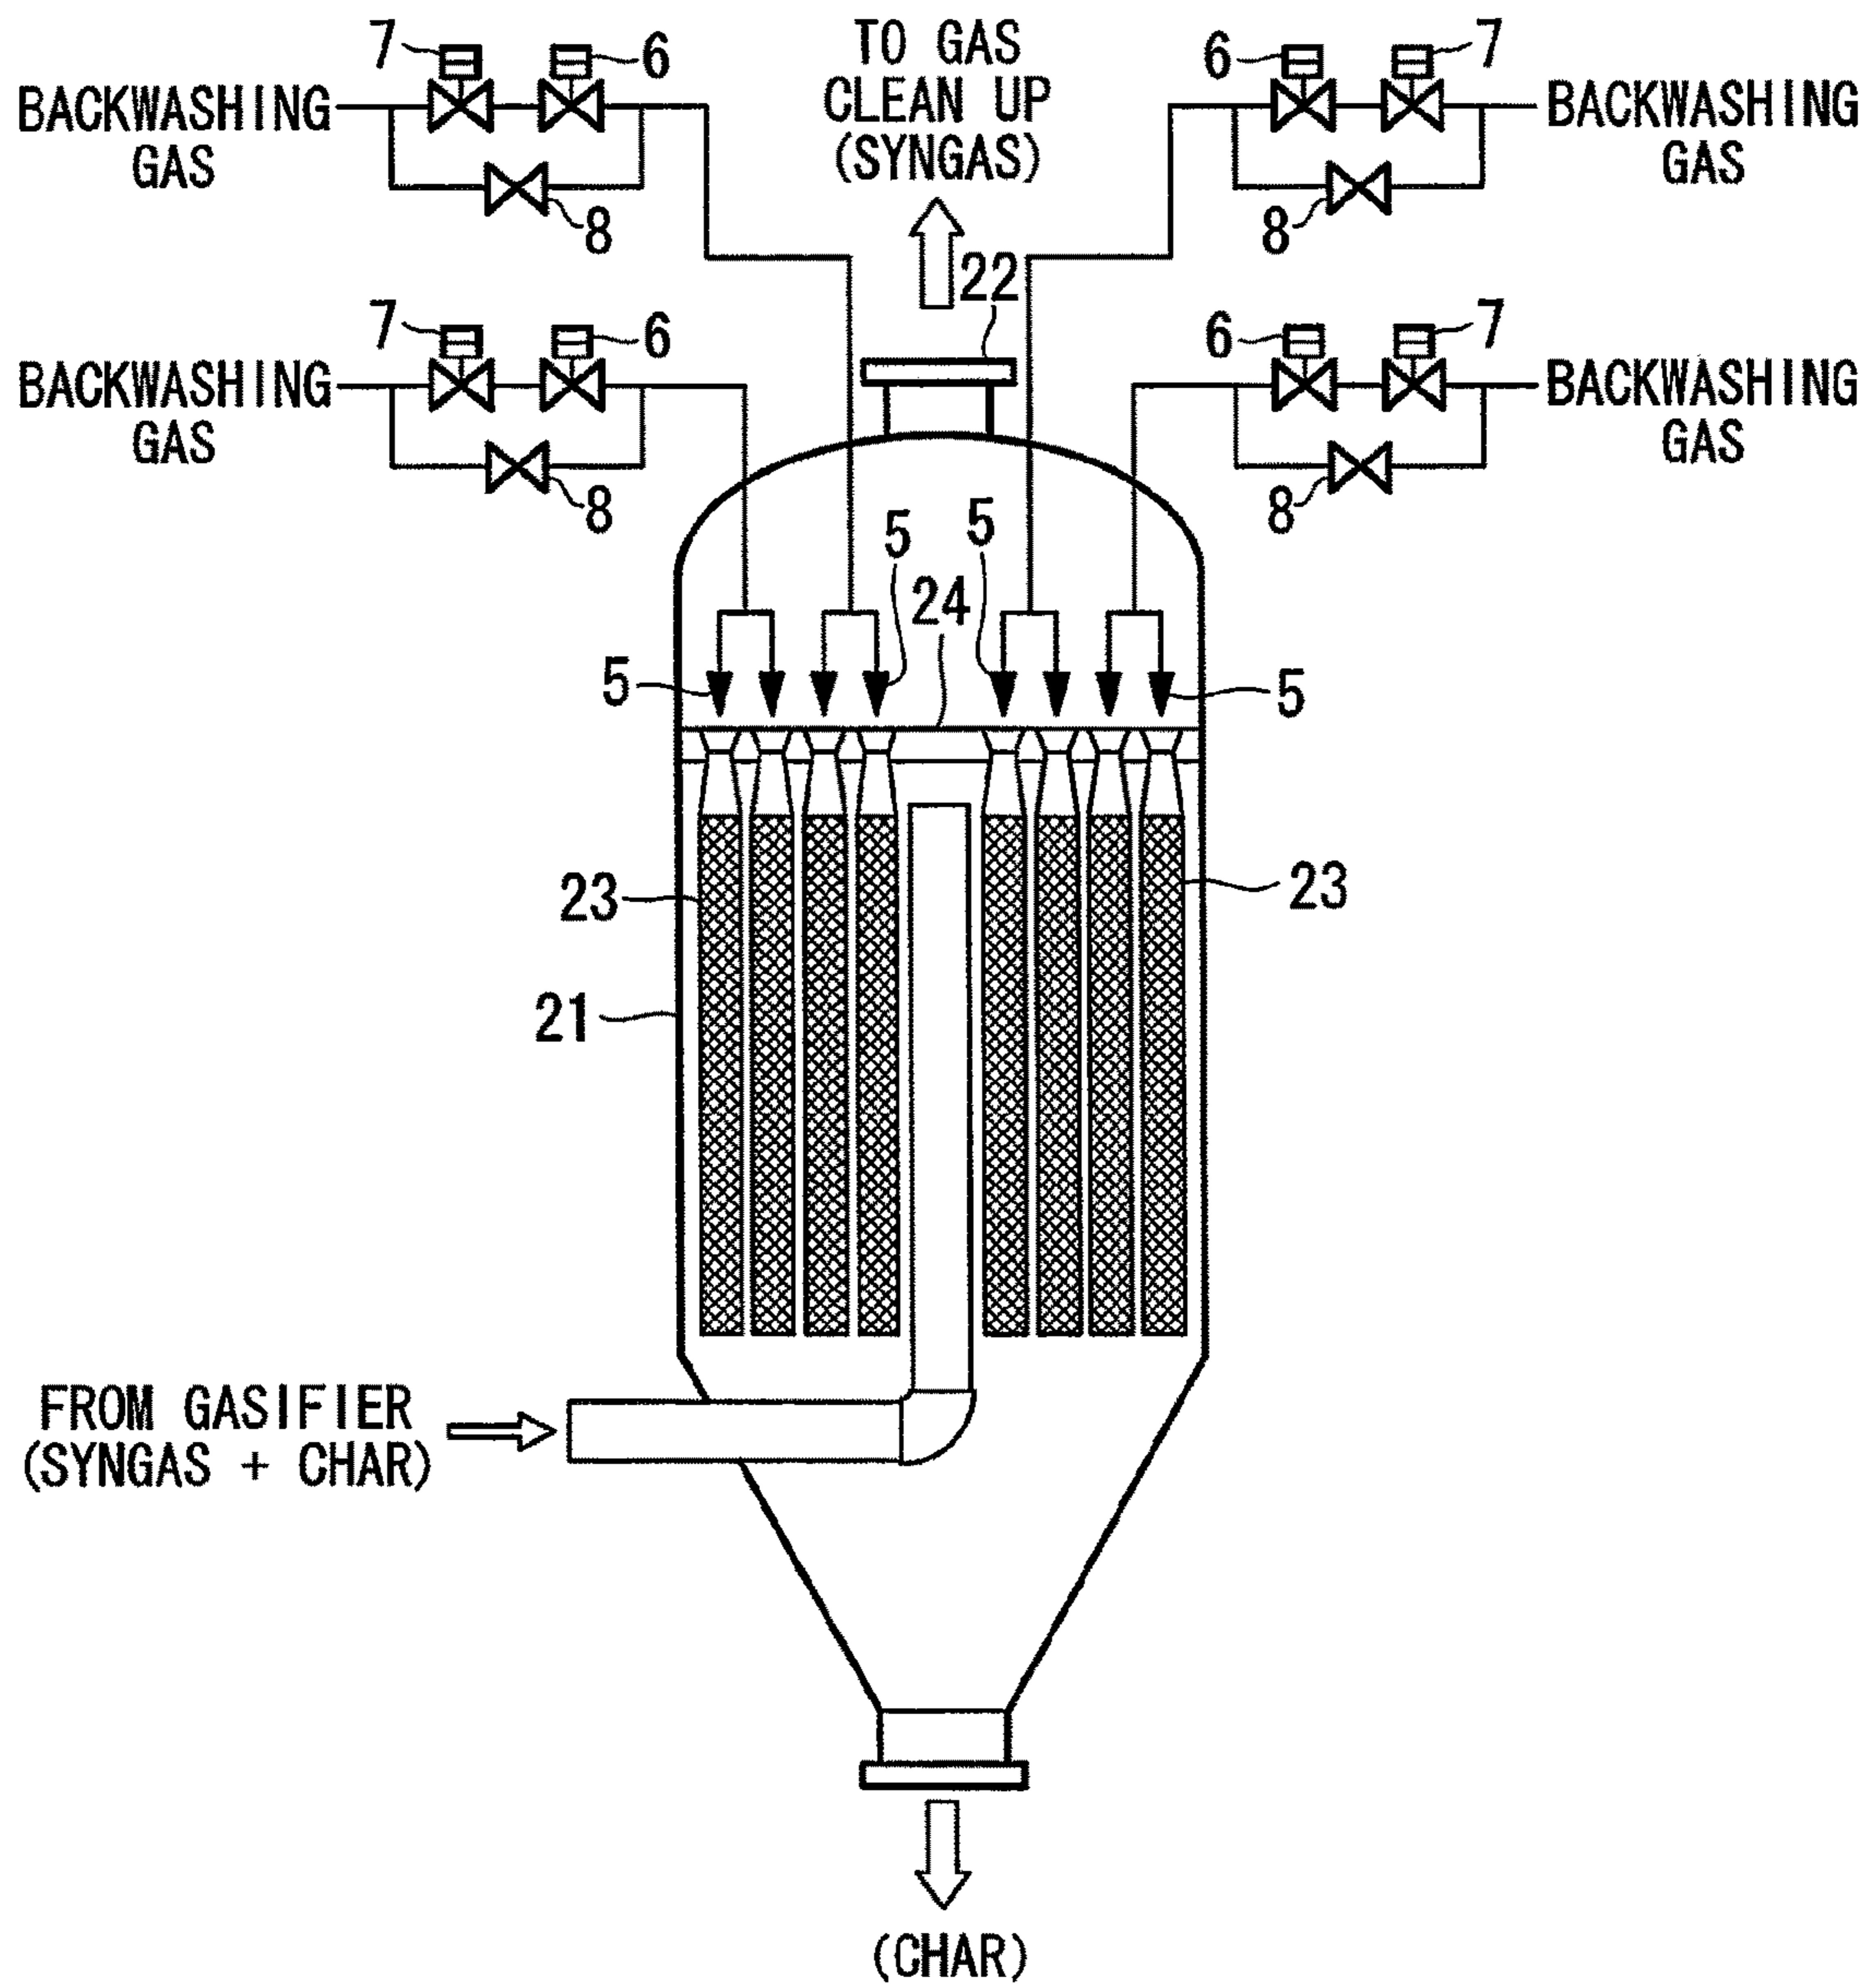 7
6
TO GAS
CLEAN UP
(SYNGAS)
6
7
BACKWASHING
GAS
BACKWASHING
GAS
8
8
22
7
6
6
7
BACKWASHING
GAS
BACKWASHING
GAS
8
8
5
5
24
5
5
23
23
21
FROM GASIFIER
(SYNGAS + CHAR)
(CHAR)